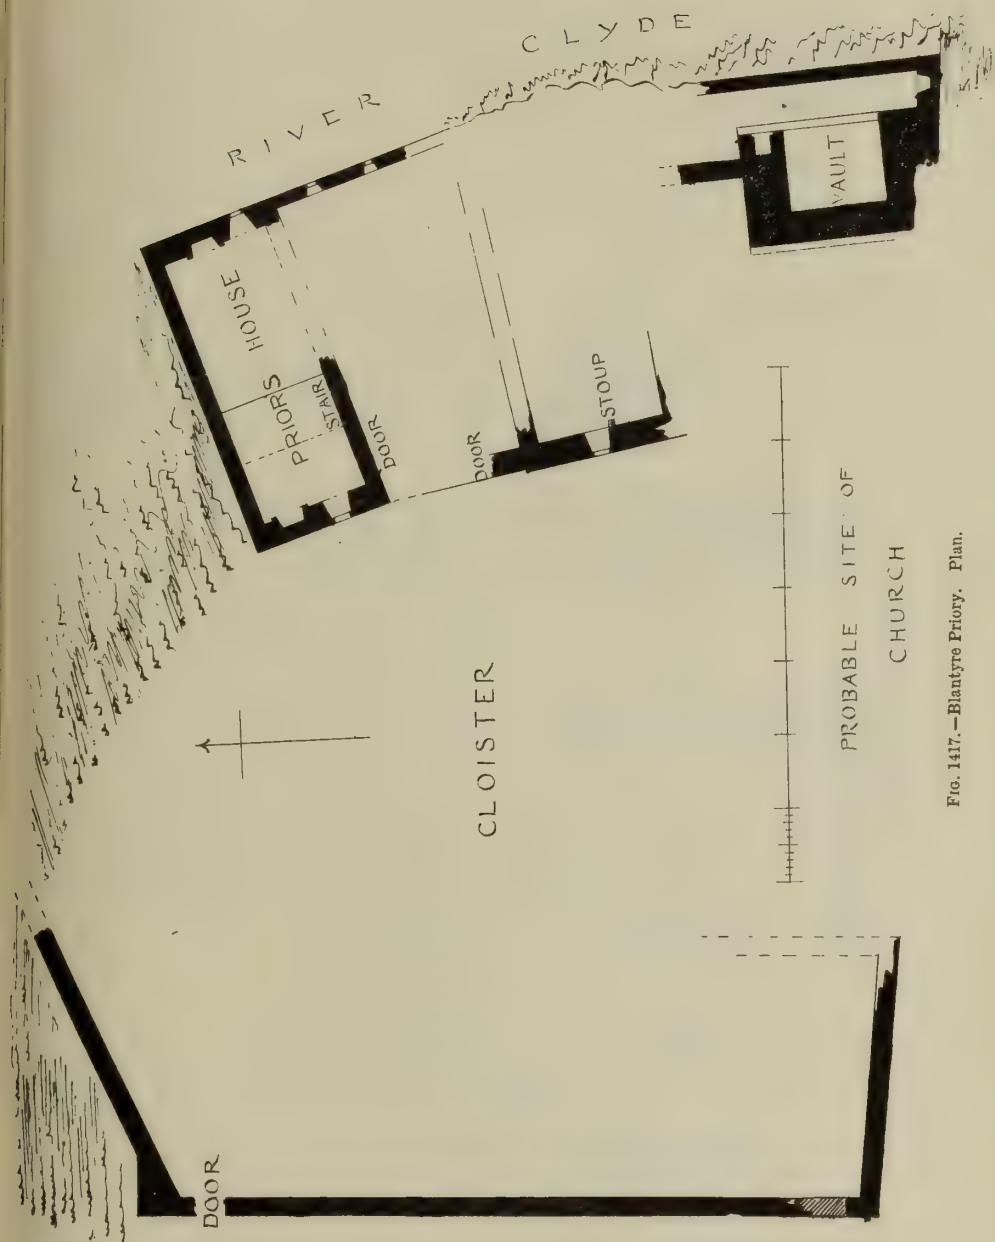 RIVER CLYDE
PRIORS HOUSE
STAIR
DOOR
DOOR
STOUP
VAULT
CLOISTER
DOOR
PROBABLE SITE OF
CHURCH
FIG. 1417.—Blantyre Priory. Plan.